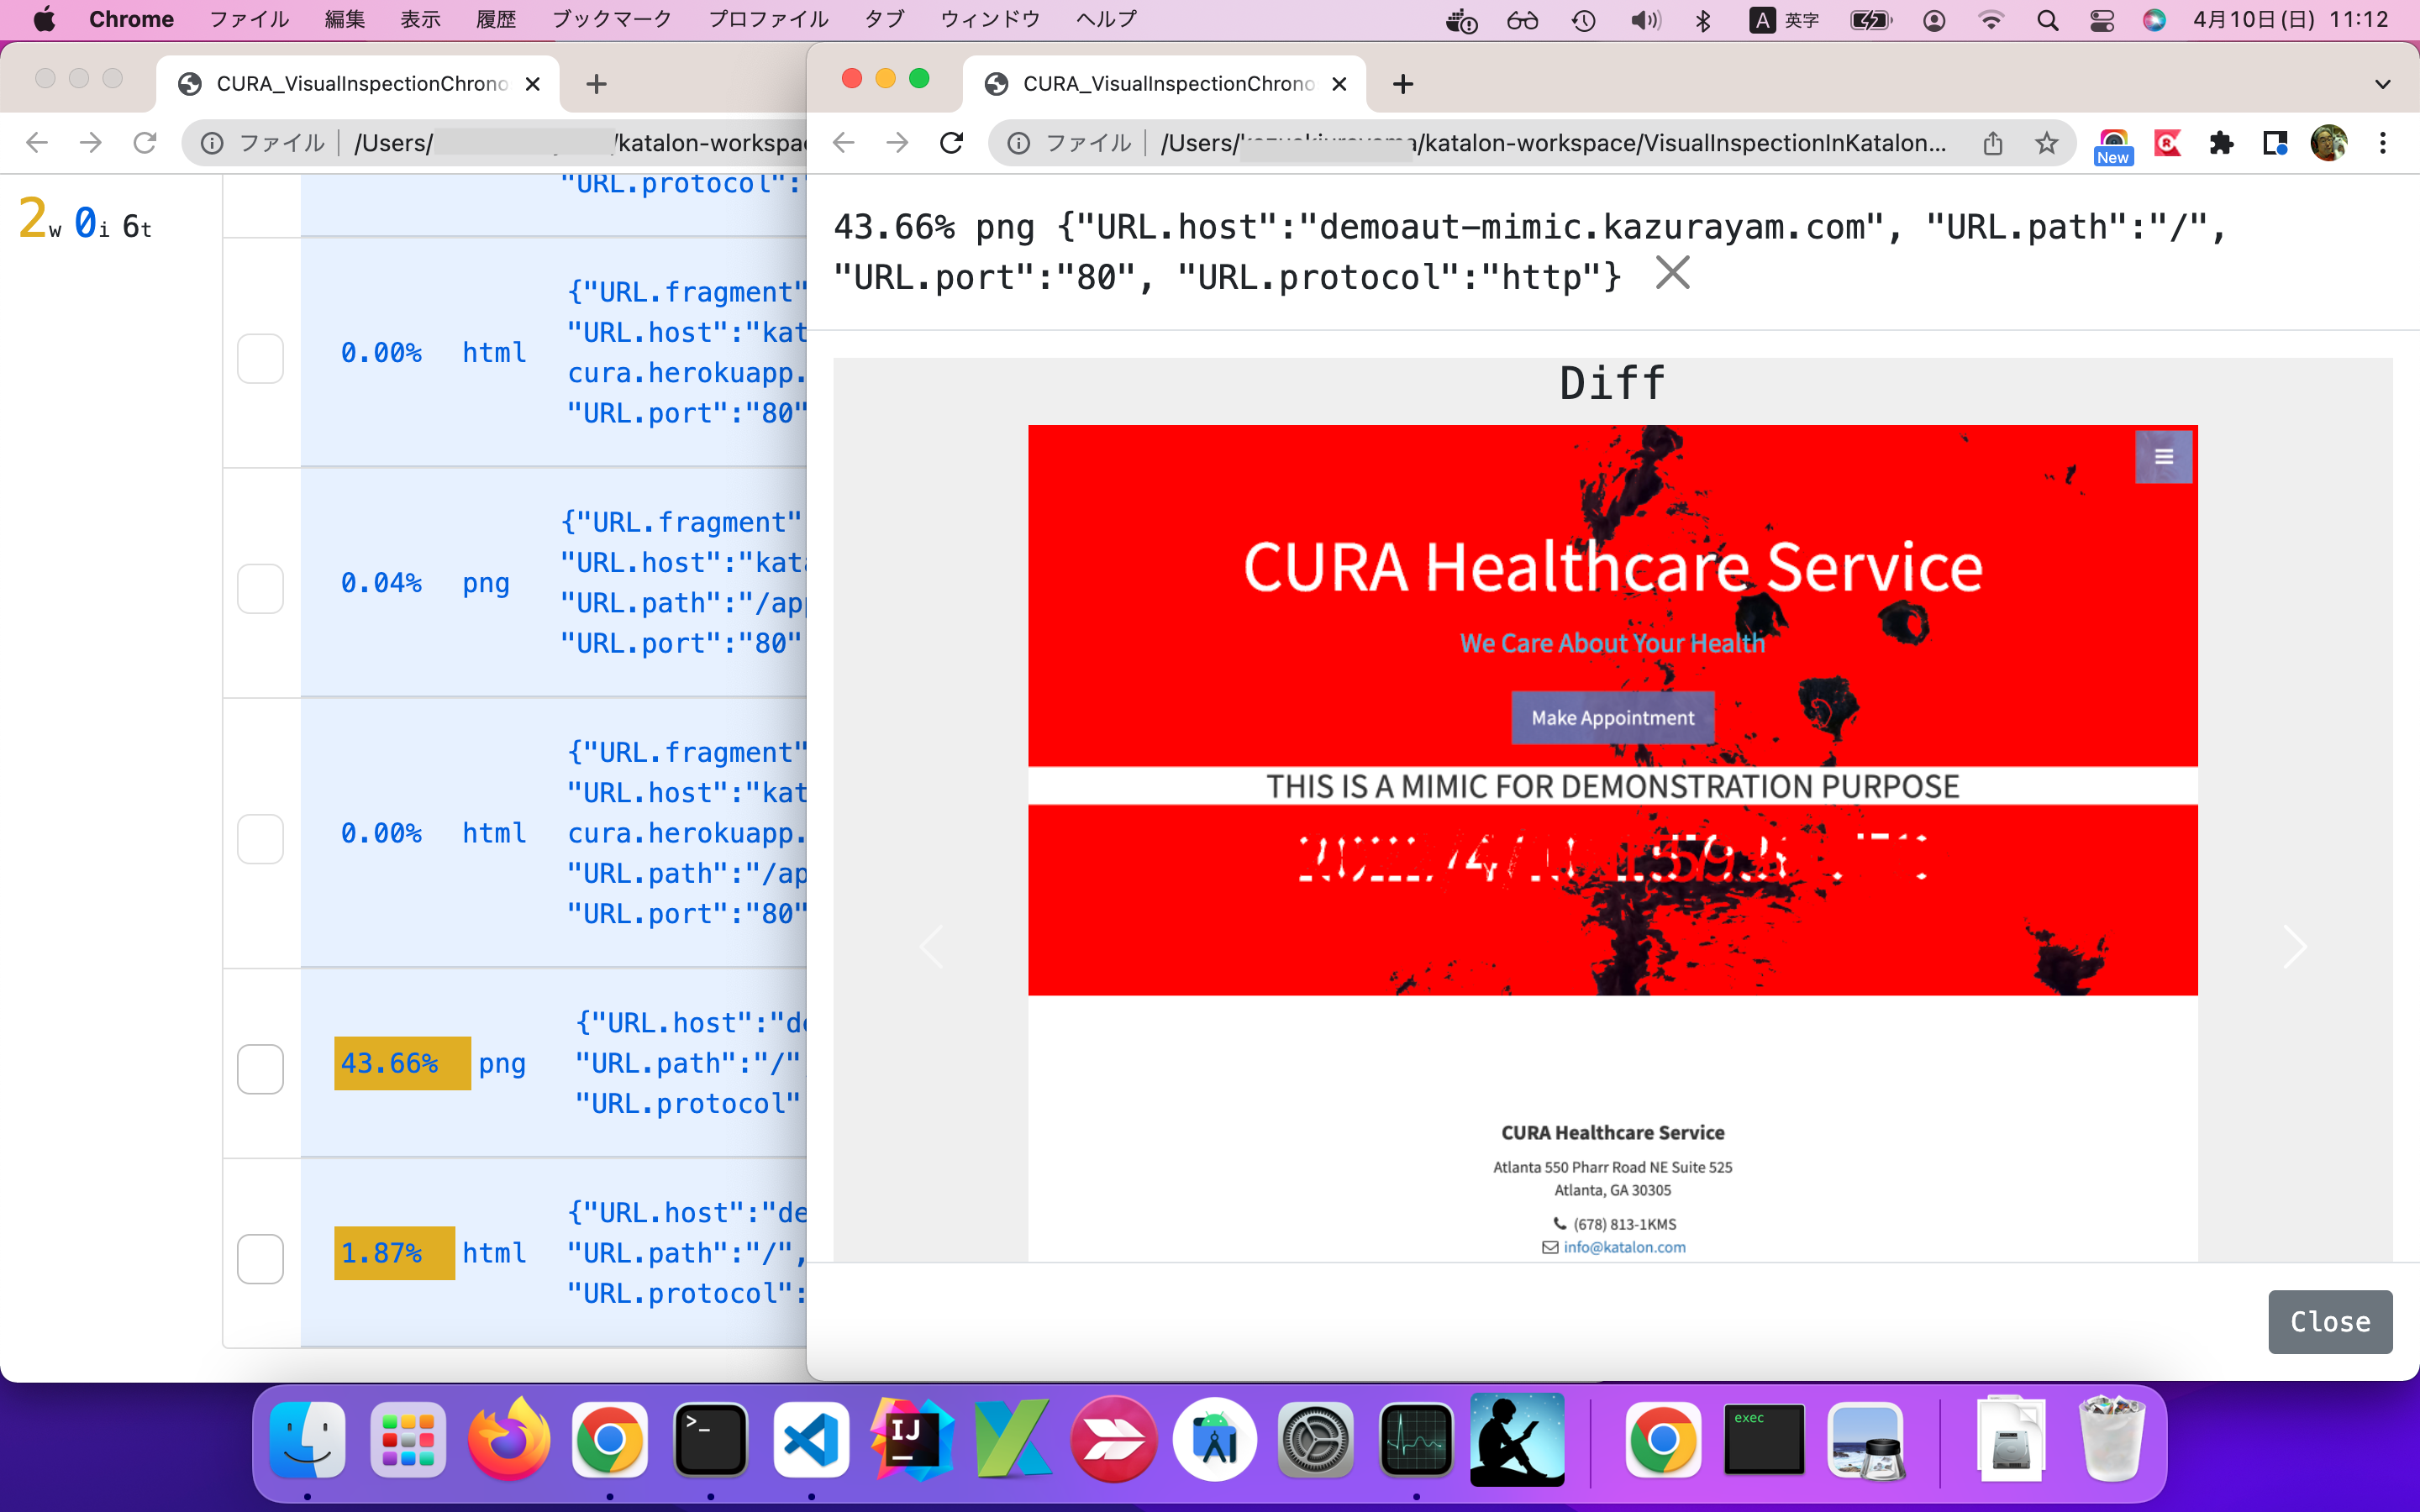 Chrome ファイル 編集 表示 履歴 ブックマーク プロファイル タブ ウィンドウ ヘルプ A 英字 4月10日(日) 11:12
CURA_VisualInspectionChrono
ファイル /Users/ /katalon-workspac
2w 0i 6t
"URL.protocol":"
0.00% html
{"URL.fragment"
"URL.host":"kat
cura.herokuapp.
"URL.port":"80"
0.04% png
{"URL.fragment"
"URL.host":"kata
"URL.path":"/app
"URL.port":"80"
0.00% html
{"URL.fragment"
"URL.host":"kat
cura.herokuapp.
"URL.path":"/ap
"URL.port":"80"
43.66% png
{"URL.host":"de
"URL.path":"/"
"URL.protocol"
1.87% html
{"URL.host":"de
"URL.path":"/",
"URL.protocol":
CURA_VisualInspectionChrono
ファイル /Users/ a/katalon-workspace/VisualInspectionInKatalon...
New
43.66% png {"URL.host":"demoaut-mimic.kazurayam.com", "URL.path":"/",
"URL.port":"80", "URL.protocol":"http"}
Diff
CURA Healthcare Service
We Care About Your Health
Make Appointment
THIS IS A MIMIC FOR DEMONSTRATION PURPOSE
CURA Healthcare Service
Atlanta 550 Pharr Road NE Suite 525
Atlanta, GA 30305
(678) 813-1KMS
info@katalon.com
Close
IJ
exec